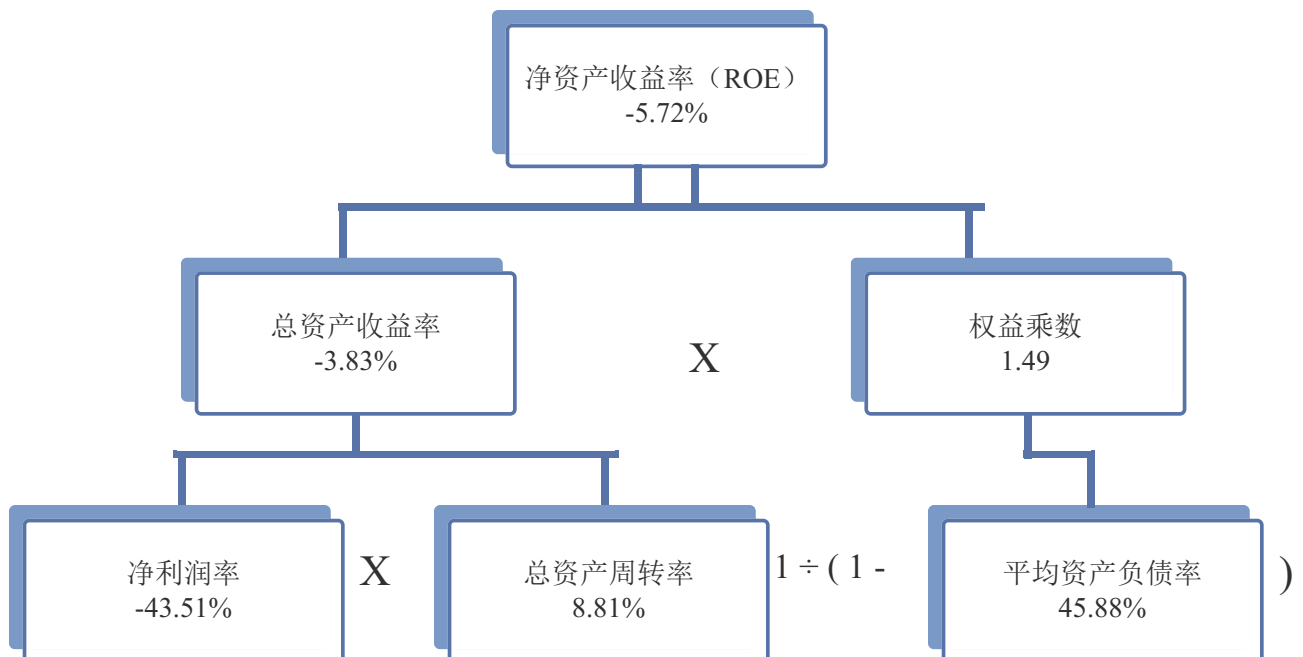 净资产收益率（ROE）
-5.72%
总资产收益率
-3.83%
X
权益乘数
1.49
净利润率
-43.51%
X
总资产周转率
8.81%
1 ÷ ( 1 -
平均资产负债率
45.88%
)